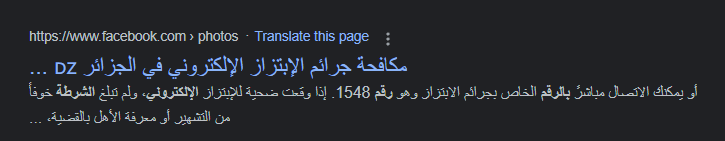 https://www.facebook.com › photos · Translate this page
مكافحة جرائم الإبتزاز الإلكتروني في الجزائر DZ ...
أو يمكنك الاتصال مباشرً بالرقم الخاص بجرائم الابتزاز وهو رقم 1548. إذا وقعت ضحية للإبتزاز الإلكتروني، ولم تبلغ الشرطة خوفاً
من التشهير أو معرفة الأهل بالقضية، ...